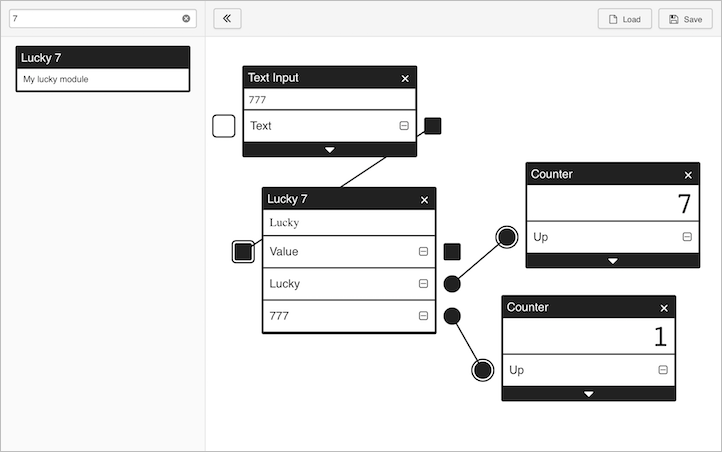 7
Load
Save
Lucky 7
My lucky module
Text Input
777
Text
Lucky 7
Lucky
Value
Lucky
777
Counter
7
Up
Counter
1
Up